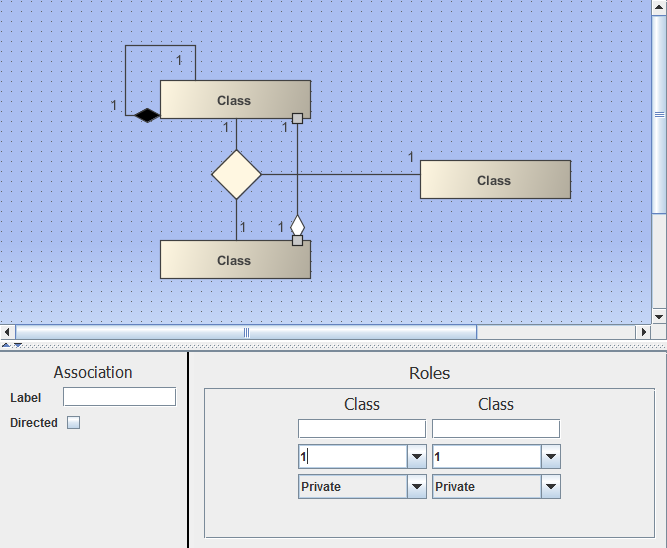 1
1
Class
1
1
1
Class
1
1
Class
Association
Label
Directed
Roles
Class Class
1 1
Private Private